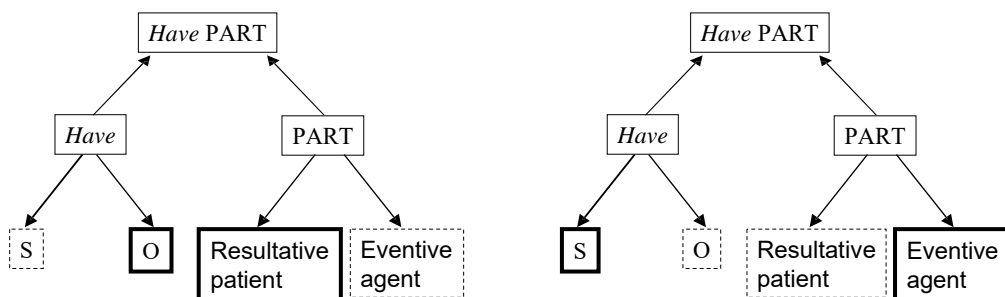 Have PART
Have PART
Have
PART
Have
PART
S
O
Resultative
patient
Eventive
agent
S
O
Resultative
patient
Eventive
agent